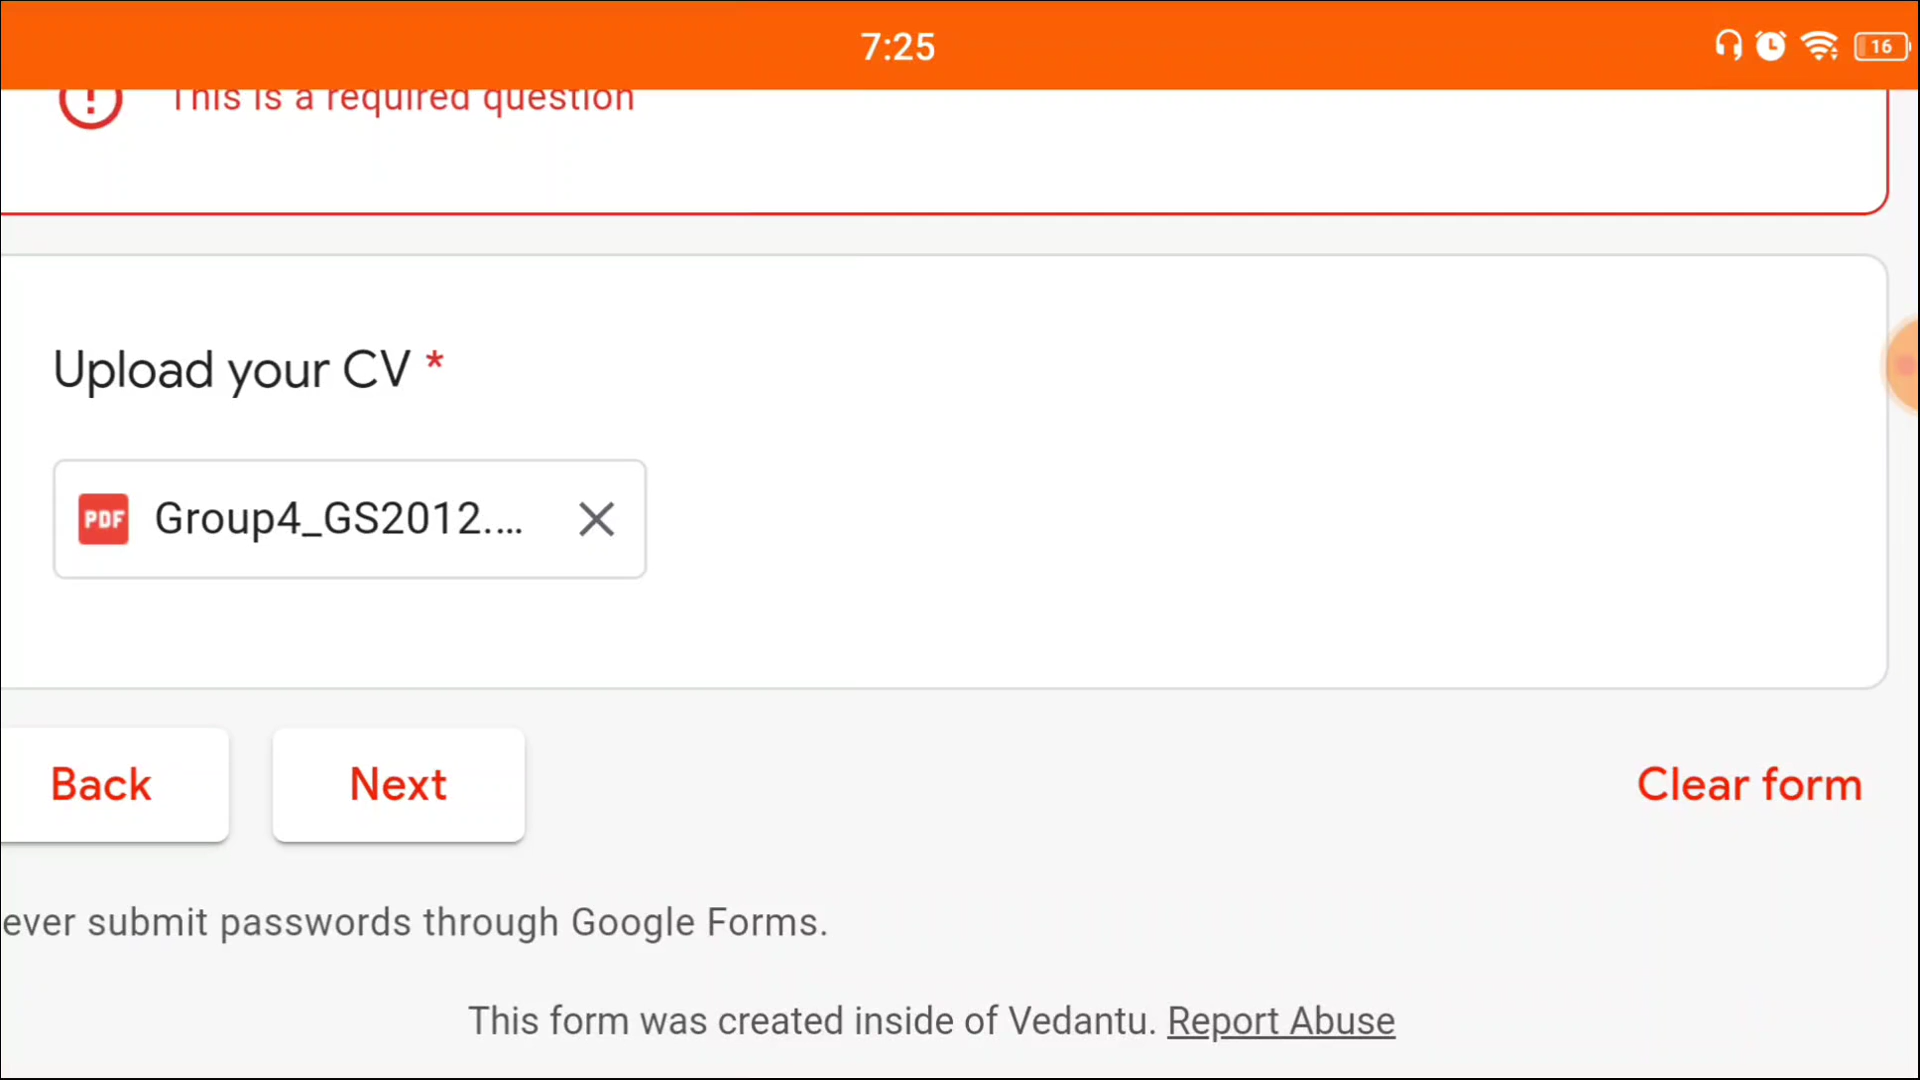 7:25
16
This is a required question
Upload your CV *
PDF Group4_GS2012....
Back
Next
Clear form
ever submit passwords through Google Forms.
This form was created inside of Vedantu. Report Abuse